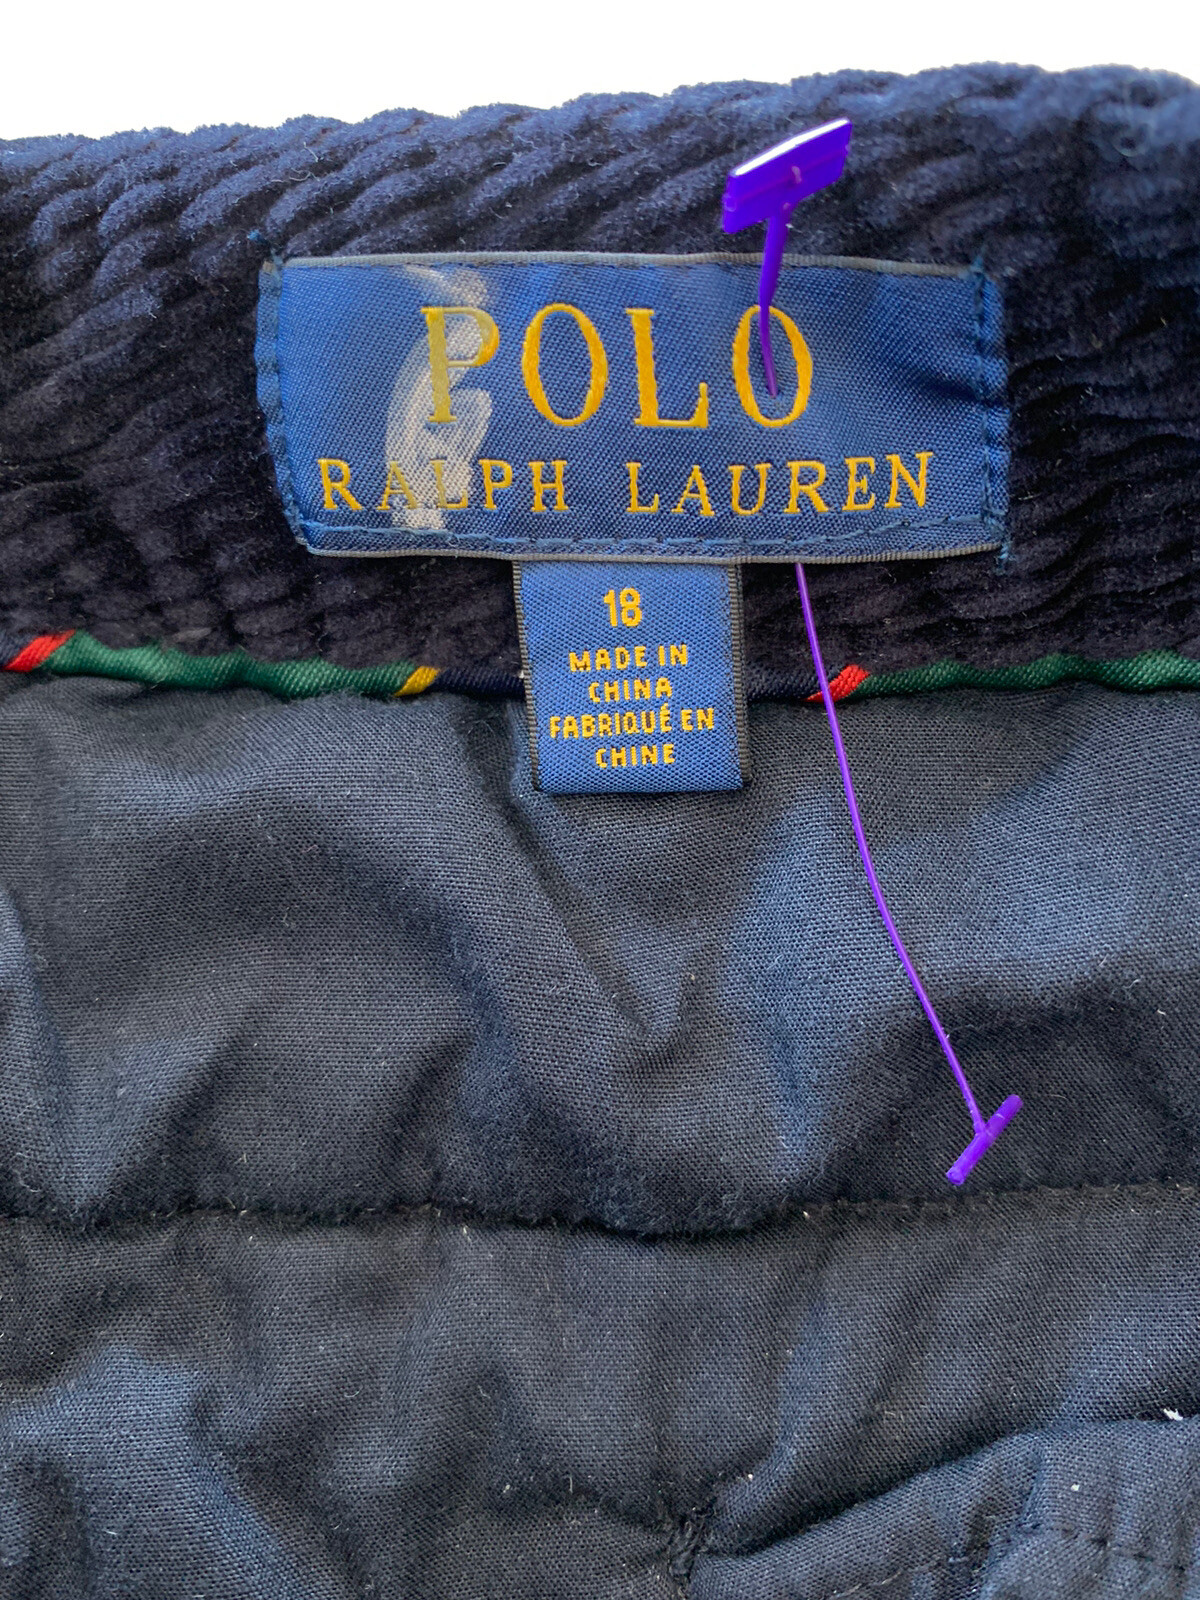 POLO
RALPH LAUREN
18
MADE IN
CHINA
FABRIQUÉ EN
CHINE